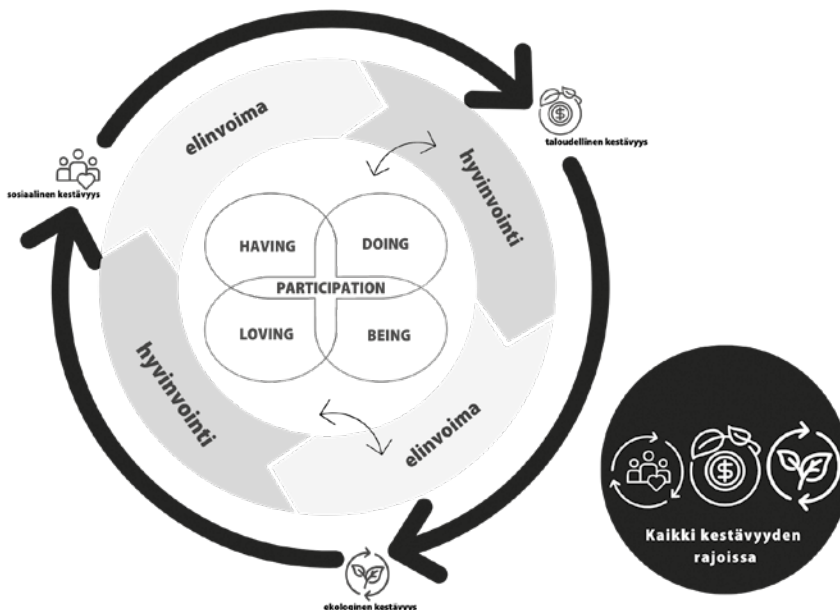 elinvoima
taloudellinen kestävyys
hyvinvointi
sosiaalinen kestävyys
HAVING
DOING
PARTICIPATION
LOVING
BEING
hyvinvointi
elinvoima
Kaikki kestävyyden
rajoissa
ekologinen kestävyys